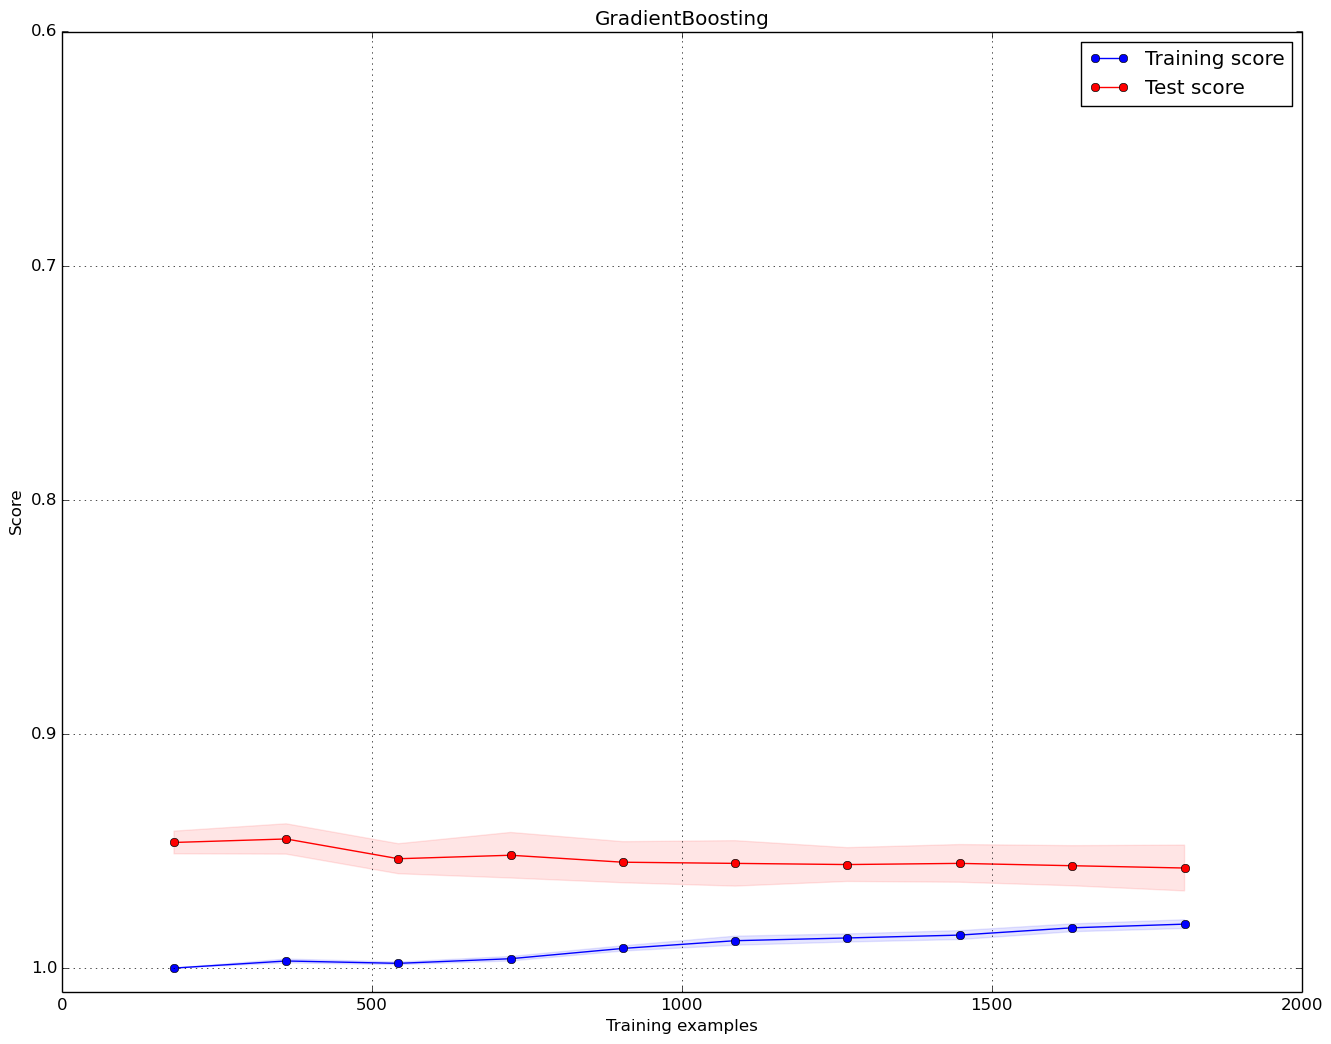 GradientBoosting
0.6
Training score
Test score
0.7
0.8
Score
0.9
1.0
0 500 1000 1500 2000
Training examples